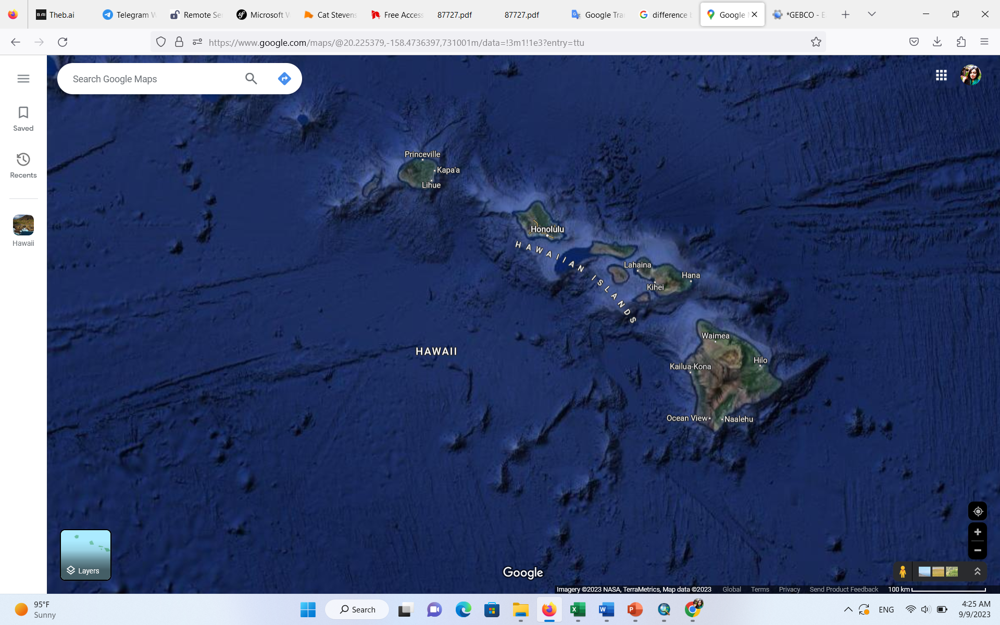 Theb.ai
Telegram W
Remote Ser
Microsoft W
Cat Stevens
Free Access
87727.pdf
87727.pdf
Google Tra
difference b
Google M
*GEBCO - E
https://www.google.com/maps/@20.225379,-158.4736397,731001m/data=!3m1!1e3?entry=ttu
Search Google Maps
Saved
Recents
Hawaii
Princeville
Kapa'a
Lihue
Honolulu
HAWAIIAN ISLANDS
Lahaina
Hana
Kihei
Waimea
HAWAII
Hilo
Kailua-Kona
Ocean View
Naalehu
Layers
Google
Imagery ©2023 NASA, TerraMetrics, Map data ©2023 Global Terms Privacy Send Product Feedback 100 km
95°F
Sunny
Search
ENG
4:25 AM
9/9/2023